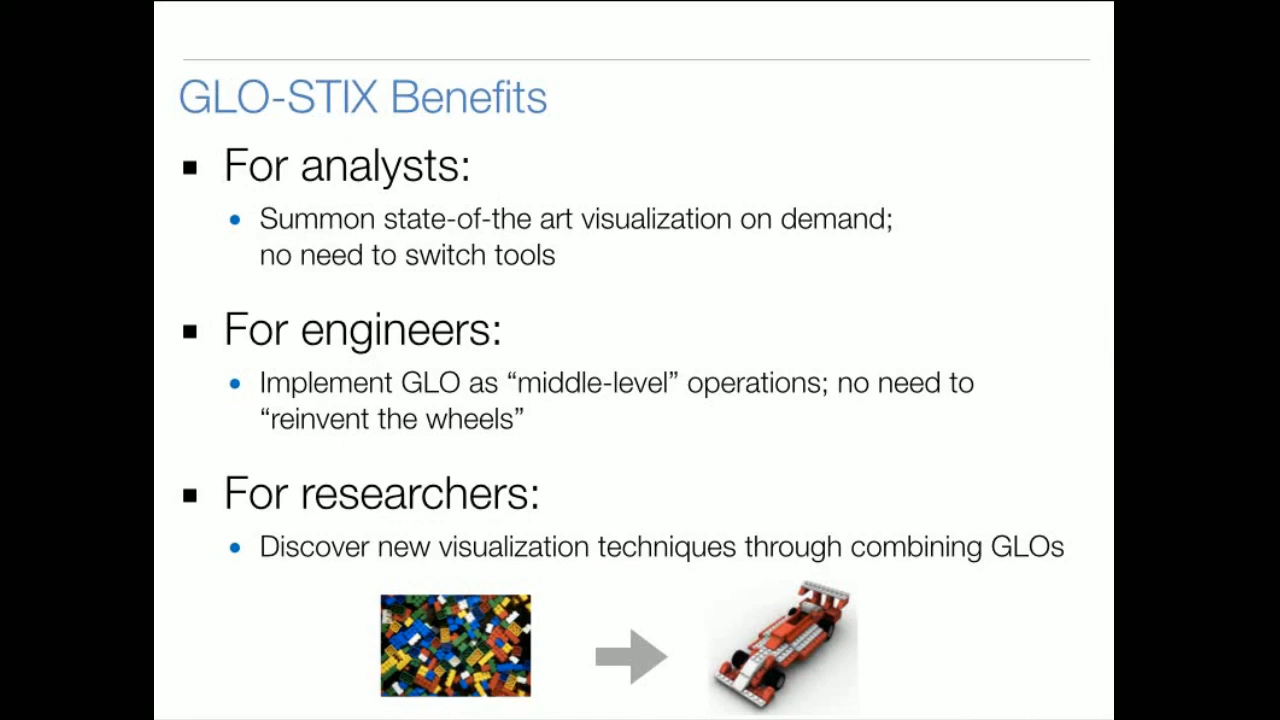 GLO-STIX Benefits
For analysts:
Summon state-of-the art visualization on demand;
no need to switch tools
For engineers:
Implement GLO as “middle-level” operations; no need to
“reinvent the wheels”
For researchers:
Discover new visualization techniques through combining GLOs